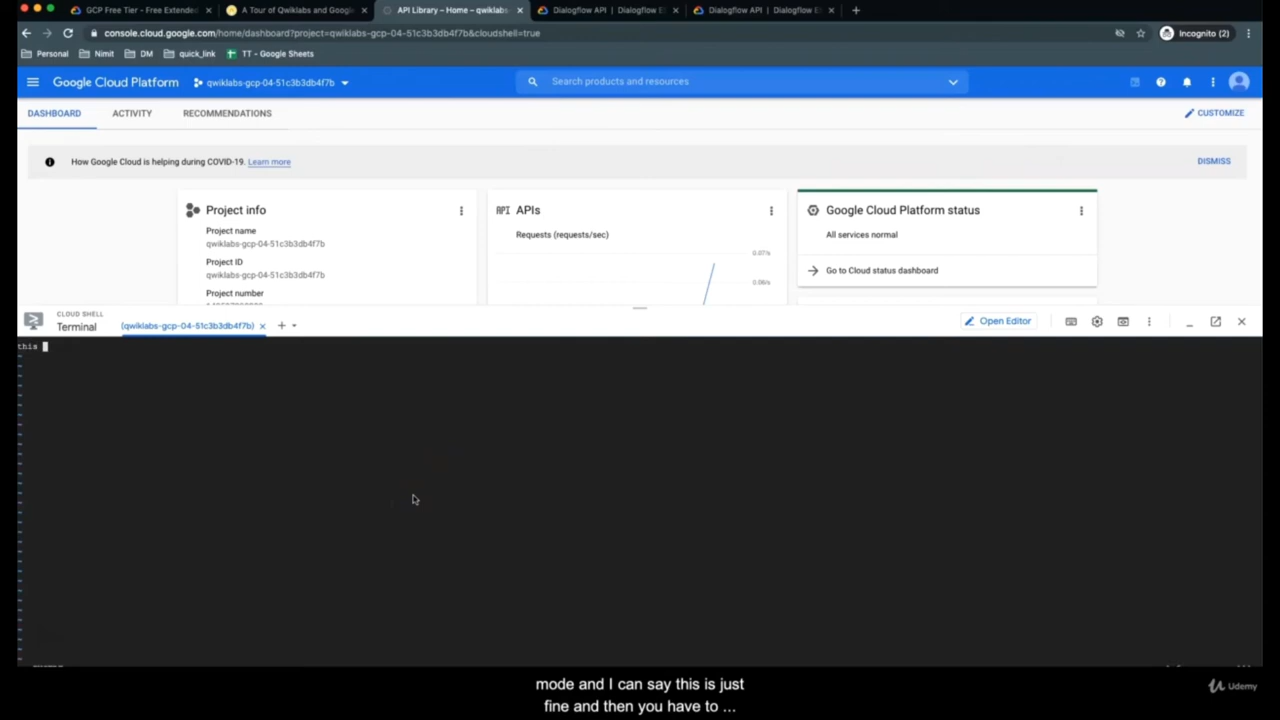 GCP Free Tier - Free Extended
A Tour of Qwiklabs and Google
API Library – Home – qwiklabs-
Dialogflow API | Dialogflow E
Dialogflow API | Dialogflow E
console.cloud.google.com/home/dashboard?project=qwiklabs-gcp-04-51c3b3db4f7b&cloudshell=true
Incognito (2)
Personal
Nimit
DM
quick_link
TT - Google Sheets
Google Cloud Platform
qwiklabs-gcp-04-51c3b3db4f7b
Search products and resources
DASHBOARD
ACTIVITY
RECOMMENDATIONS
CUSTOMIZE
How Google Cloud is helping during COVID-19. Learn more
DISMISS
Project info
Project name
qwiklabs-gcp-04-51c3b3db4f7b
Project ID
qwiklabs-gcp-04-51c3b3db4f7b
Project number
API APIs
Requests (requests/sec)
0.07/s
0.06/s
Google Cloud Platform status
All services normal
Go to Cloud status dashboard
CLOUD SHELL
Terminal
(qwiklabs-gcp-04-51c3b3db4f7b)
Open Editor
this
mode and I can say this is just
fine and then you have to ...
Udemy